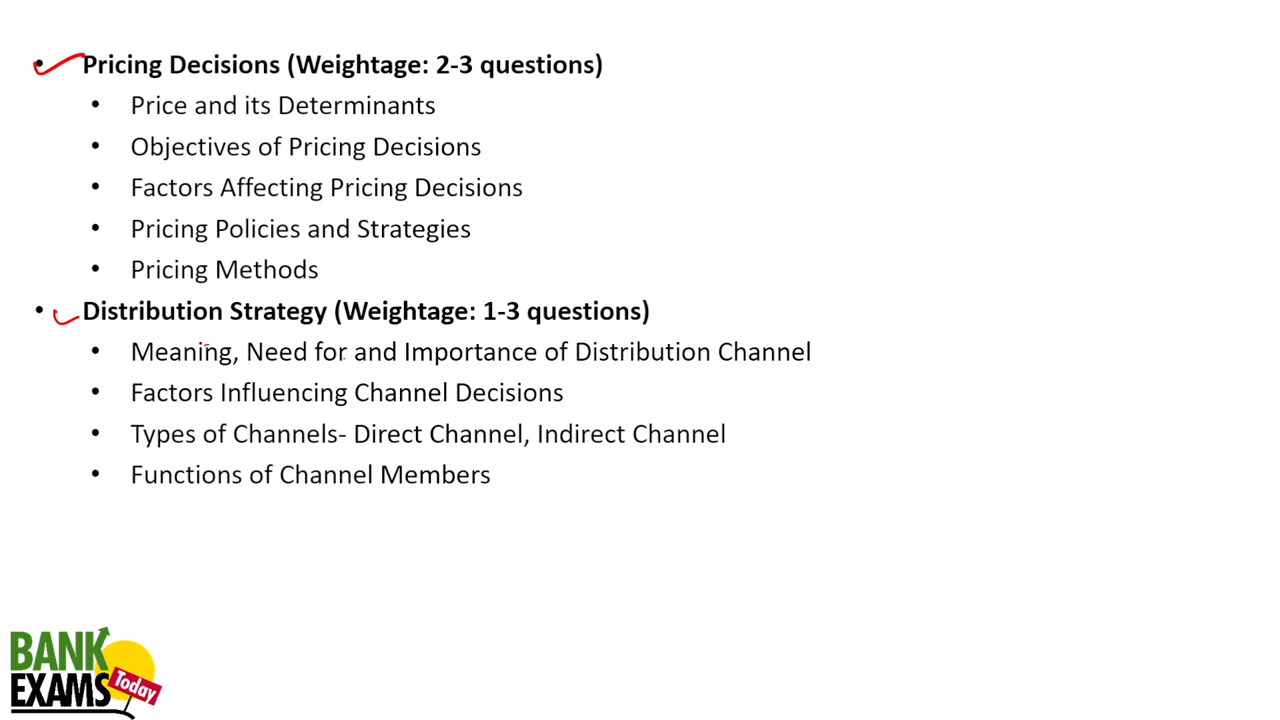 • Pricing Decisions (Weightage: 2-3 questions)
• Price and its Determinants
• Objectives of Pricing Decisions
• Factors Affecting Pricing Decisions
• Pricing Policies and Strategies
• Pricing Methods
• Distribution Strategy (Weightage: 1-3 questions)
• Meaning, Need for and Importance of Distribution Channel
• Factors Influencing Channel Decisions
• Types of Channels- Direct Channel, Indirect Channel
• Functions of Channel Members
BANK
EXAMS
Today